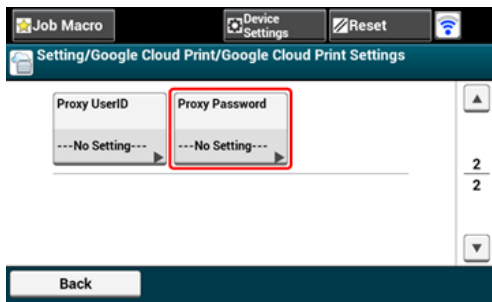 Job Macro
Device
Settings
Reset
Setting/Google Cloud Print/Google Cloud Print Settings
Proxy UserID
Proxy Password
---No Setting---
---No Setting---
2
2
Back